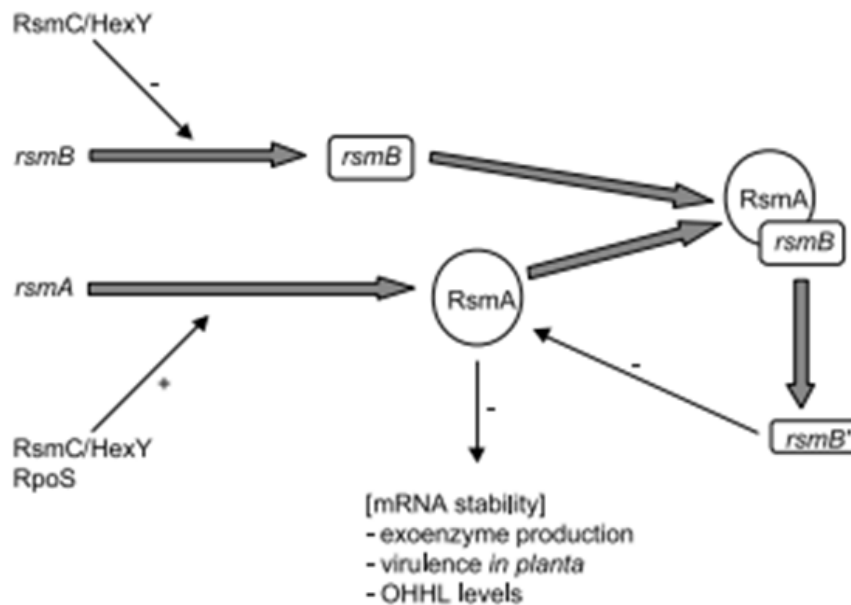 RsmC/HexY
-
rsmB
rsmB
RsmA
rsmB
rsmA
RsmA
-
+
-
rsmB*
RsmC/HexY
RpoS
[mRNA stability]
- exoenzyme production
- virulence in planta
- OHHL levels